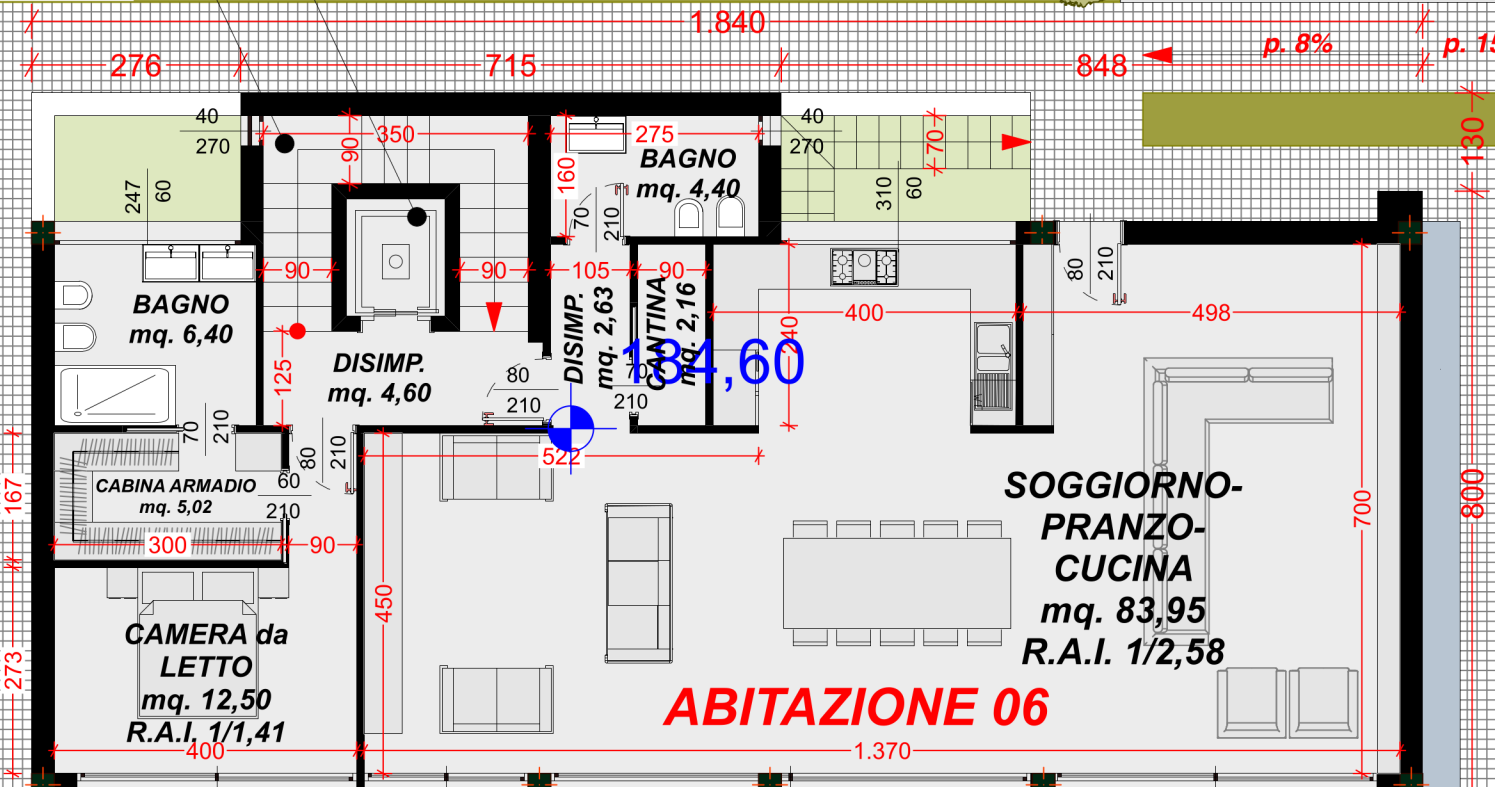 1.840
276
715
848
p. 8%
p. 15
40
270
350
90
275
40
270
70
130
BAGNO
mq. 4,40
160
247
60
70
210
310
60
90
90
105
90
80
210
BAGNO
mq. 6,40
DISIMP.
mq. 2,63
CANTINA
mq. 2,16
400
498
240
125
DISIMP.
mq. 4,60
184,60
80
210
70
210
70
210
80
210
522
167
CABINA ARMADIO
mq. 5,02
60
210
300
90
SOGGIORNO-
PRANZO-
CUCINA
mq. 83,95
R.A.I. 1/2,58
700
800
450
273
CAMERA da
LETTO
mq. 12,50
R.A.I. 1/1,41
ABITAZIONE 06
400
1.370